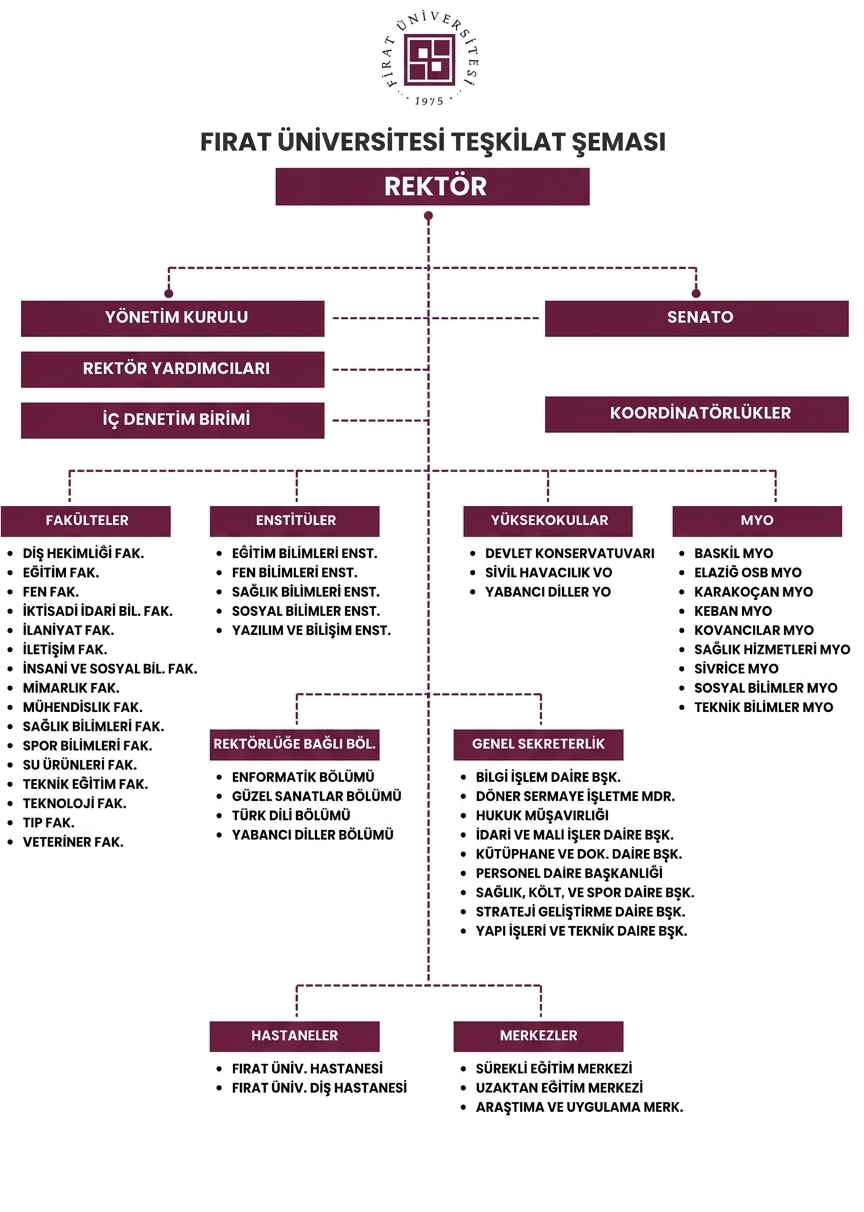 FIRAT ÜNİVERSİTESİ
1975
FIRAT ÜNİVERSİTESİ TEŞKİLAT ŞEMASI
REKTÖR
YÖNETİM KURULU
SENATO
REKTÖR YARDIMCILARI
İÇ DENETİM BİRİMİ
KOORDİNATÖRLÜKLER
FAKÜLTELER
• DİŞ HEKİMLİĞİ FAK.
• EĞİTİM FAK.
• FEN FAK.
• İKTİSADİ İDARİ BİL. FAK.
• İLANİYAT FAK.
• İLETİŞİM FAK.
• İNSANİ VE SOSYAL BİL. FAK.
• MİMARLIK FAK.
• MÜHENDİSLIK FAK.
• SAĞLIK BİLİMLERİ FAK.
• SPOR BİLİMLERİ FAK.
• SU ÜRÜNLERİ FAK.
• TEKNİK EĞİTİM FAK.
• TEKNOLOJİ FAK.
• TIP FAK.
• VETERİNER FAK.
ENSTİTÜLER
• EĞİTİM BİLİMLERİ ENST.
• FEN BİLİMLERİ ENST.
• SAĞLIK BİLİMLERİ ENST.
• SOSYAL BİLİMLER ENST.
• YAZILIM VE BİLİŞİM ENST.
YÜKSEKOKULLAR
• DEVLET KONSERVATUVARI
• SİVİL HAVACILIK VO
• YABANCI DİLLER YO
MYO
• BASKİL MYO
• ELAZİĞ OSB MYO
• KARAKOÇAN MYO
• KEBAN MYO
• KOVANCILAR MYO
• SAĞLIK HİZMETLERİ MYO
• SİVRİCE MYO
• SOSYAL BİLİMLER MYO
• TEKNİK BİLİMLER MYO
REKTÖRLÜĞE BAĞLI BÖL.
• ENFORMATİK BÖLÜMÜ
• GÜZEL SANATLAR BÖLÜMÜ
• TÜRK DİLİ BÖLÜMÜ
• YABANCI DİLLER BÖLÜMÜ
GENEL SEKRETERLİK
• BİLGİ İŞLEM DAİRE BŞK.
• DÖNER SERMAYE İŞLETME MDR.
• HUKUK MÜŞAVIRLIĞI
• İDARİ VE MALI İŞLER DAİRE BŞK.
• KÜTÜPHANE VE DOK. DAİRE BŞK.
• PERSONEL DAİRE BAŞKANLIĞİ
• SAĞLIK, KÖLT, VE SPOR DAİRE BŞK.
• STRATEJİ GELİŞTİRME DAİRE BŞK.
• YAPI İŞLERİ VE TEKNİK DAIRE BŞK.
HASTANELER
• FIRAT ÜNİV. HASTANESİ
• FIRAT ÜNİV. DİŞ HASTANESİ
MERKEZLER
• SÜREKLİ EĞİTİM MERKEZİ
• UZAKTAN EĞİTİM MERKEZİ
• ARAŞTIMA VE UYGULAMA MERK.